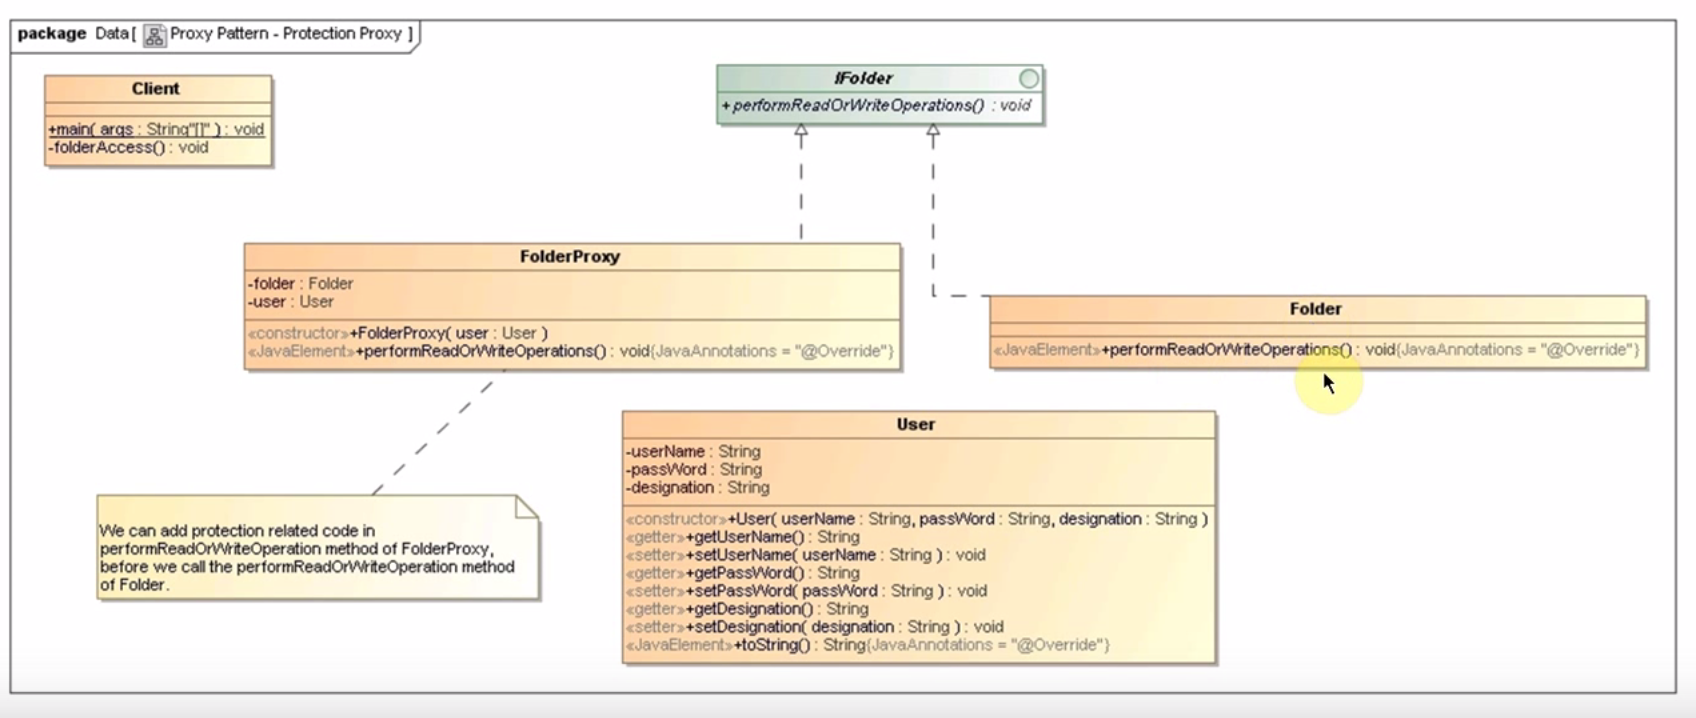 package Data[ Proxy Pattern - Protection Proxy ]
Client
+main( args : String"[]" ) : void
-folderAccess() : void
IFolder
+performReadOrWriteOperations() : void
FolderProxy
-folder : Folder
-user : User
«constructor»+FolderProxy( user : User )
«JavaElement»+performReadOrWriteOperations() : void{JavaAnnotations = "@Override"}
Folder
«JavaElement»+performReadOrWriteOperations() : void{JavaAnnotations = "@Override"}
User
-userName : String
-passWord : String
-designation : String
«constructor»+User( userName : String, passWord : String, designation : String )
«getter»+getUserName() : String
«setter»+setUserName( userName : String ) : void
«getter»+getPassWord() : String
«setter»+setPassWord( passWord : String ) : void
«getter»+getDesignation() : String
«setter»+setDesignation( designation : String ) : void
«JavaElement»+toString() : String{JavaAnnotations = "@Override"}
We can add protection related code in
performReadOrWriteOperation method of FolderProxy,
before we call the performReadOrWriteOperation method
of Folder.